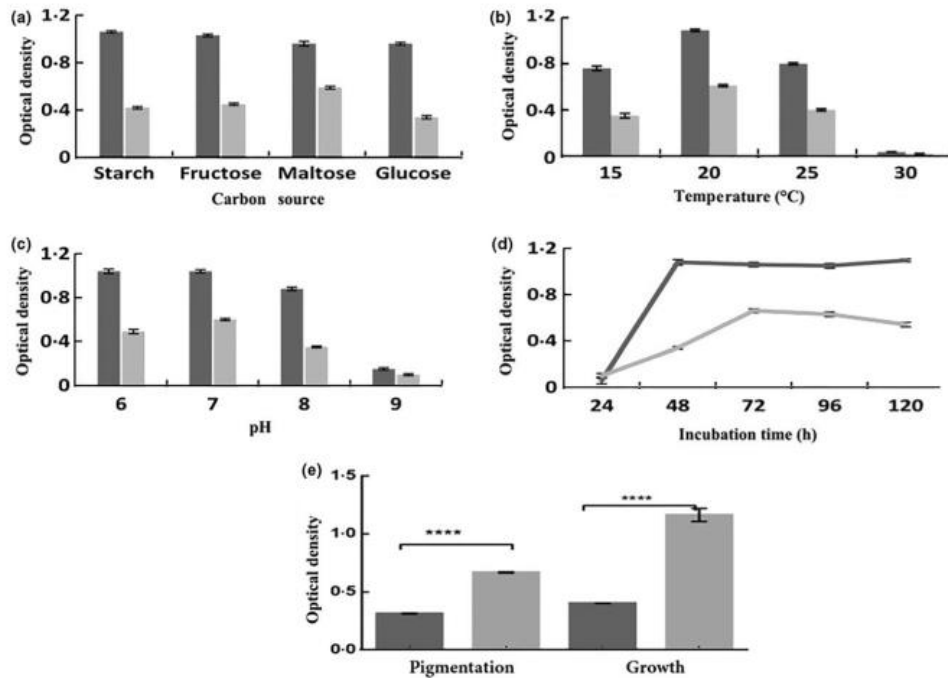 (a)
1·2
0·8
0·4
0
Optical density
Starch Fructose Maltose Glucose
Carbon source
(b)
1·2
0·8
0·4
0
Optical density
15 20 25 30
Temperature (°C)
(c)
1·2
0·8
0·4
0
Optical density
6 7 8 9
pH
(d)
1·2
0·8
0·4
0
Optical density
24 48 72 96 120
Incubation time (h)
(e)
1·5
1·0
0·5
0·0
Optical density
****
****
Pigmentation Growth